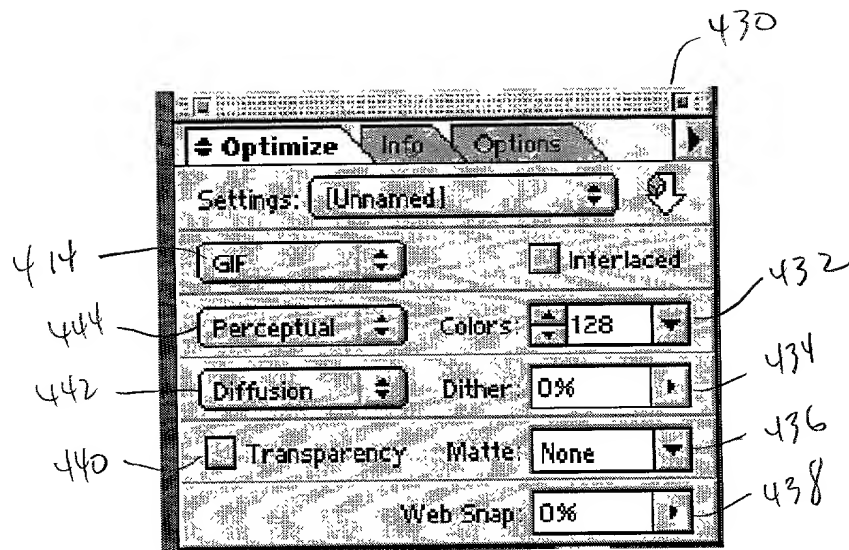 430
Optimize Info Options
Settings: [Unnamed]
414 GIF Interlaced
432
444 Perceptual Colors: 128
434
442 Diffusion Dither: 0%
436
440 Transparency Matte: None
438
Web Snap: 0%